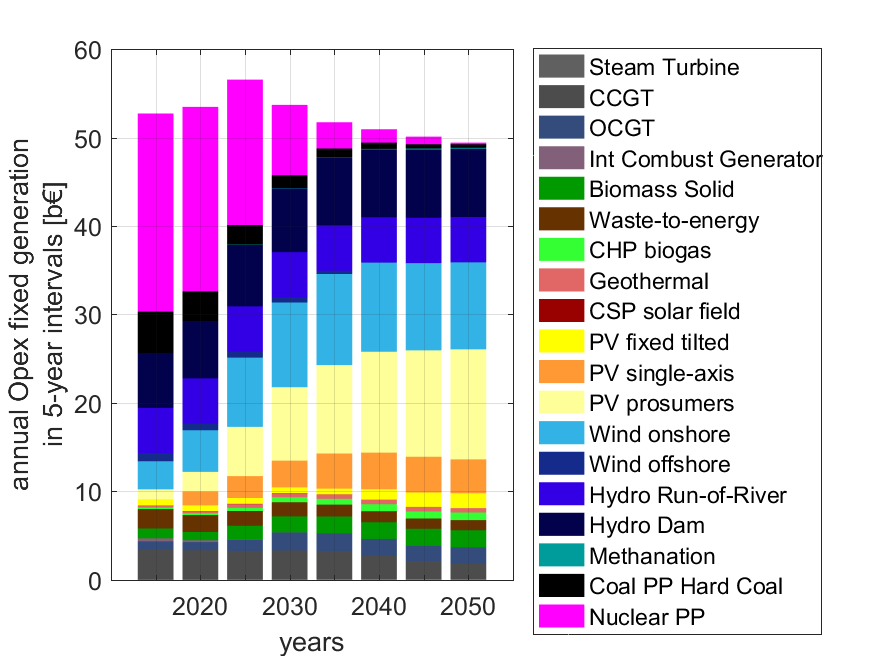 annual Opex fixed generation
in 5-year intervals [b€]
60
50
40
30
20
10
0
2020
2030
2040
2050
years
Steam Turbine
CCGT
OCGT
Int Combust Generator
Biomass Solid
Waste-to-energy
CHP biogas
Geothermal
CSP solar field
PV fixed tilted
PV single-axis
PV prosumers
Wind onshore
Wind offshore
Hydro Run-of-River
Hydro Dam
Methanation
Coal PP Hard Coal
Nuclear PP